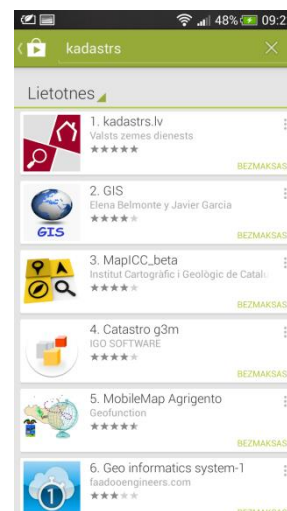 48% 09:2
kadastrs
Lietotnes
1. kadastrs.lv
Valsts zemes dienests
BEZMAKSAS
2. GIS
Elena Belmonte y Javier Garcia
GIS
BEZMAKSAS
3. MapICC_beta
Institut Cartogràfic i Geològic de Catalu
BEZMAKSAS
4. Catastro g3m
IGO SOFTWARE
BEZMAKSAS
5. MobileMap Agrigento
Geofunction
BEZMAKSAS
6. Geo informatics system-1
faadooengineers.com
1